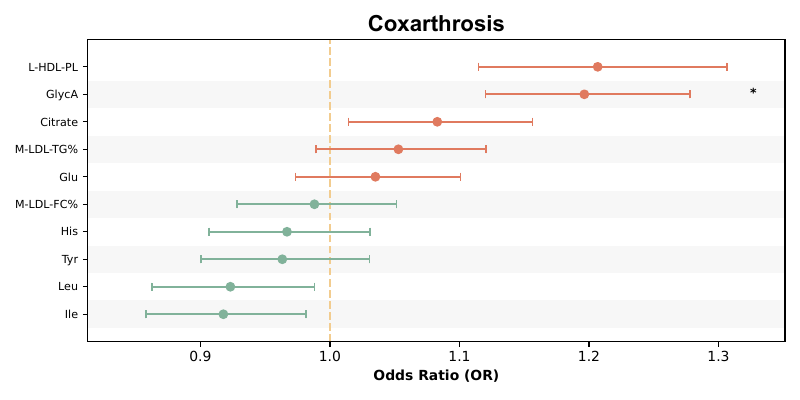 Coxarthrosis
L-HDL-PL
GlycA
*
Citrate
M-LDL-TG%
Glu
M-LDL-FC%
His
Tyr
Leu
Ile
0.9 1.0 1.1 1.2 1.3
Odds Ratio (OR)